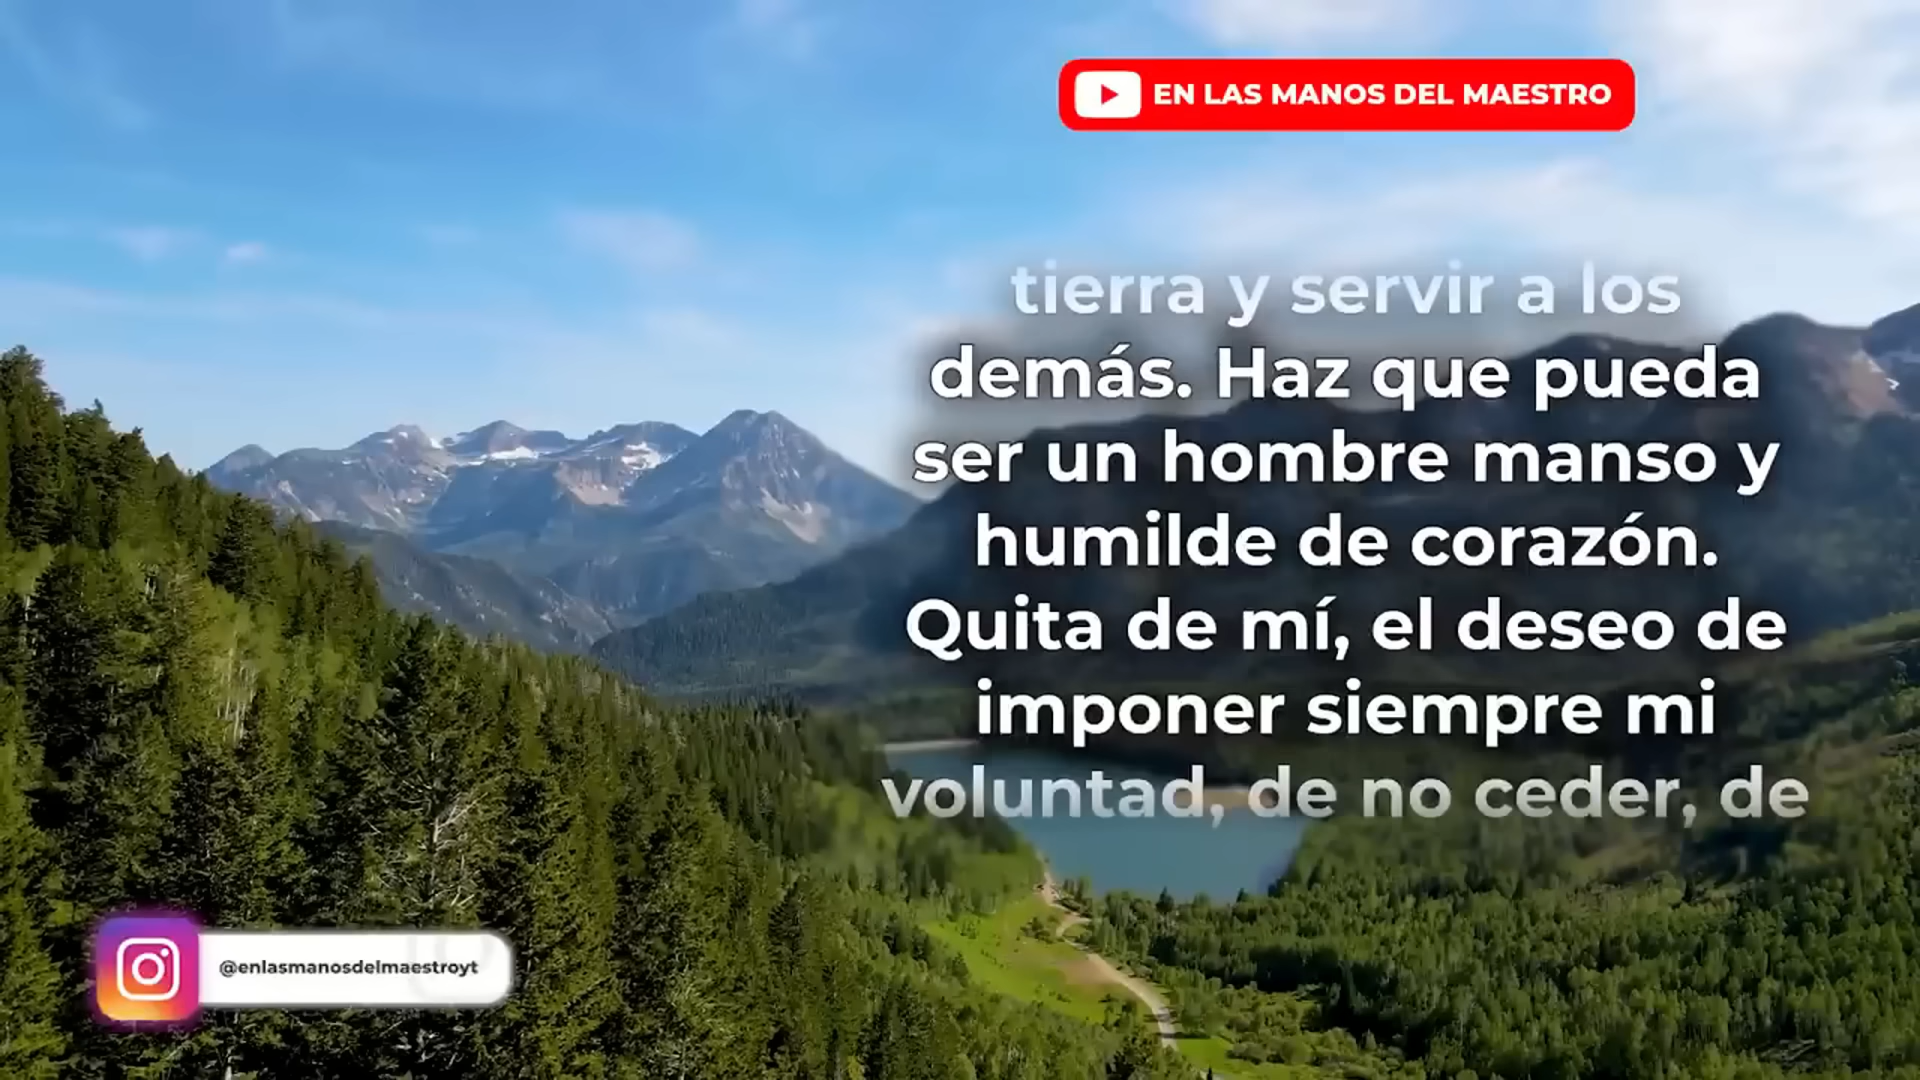 EN LAS MANOS DEL MAESTRO
tierra y servir a los
demás. Haz que pueda
ser un hombre manso y
humilde de corazón.
Quita de mí, el deseo de
imponer siempre mi
voluntad, de no ceder, de
@enlasmanosdelmaestroyt